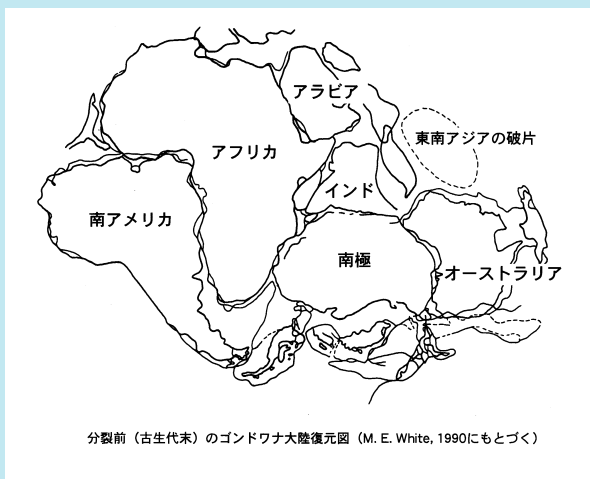 アラビア
東南アジアの破片
アフリカ
インド
南アメリカ
南極
オーストラリア
分裂前（古生代末）のゴンドワナ大陸復元図（M. E. White, 1990にもとづく）